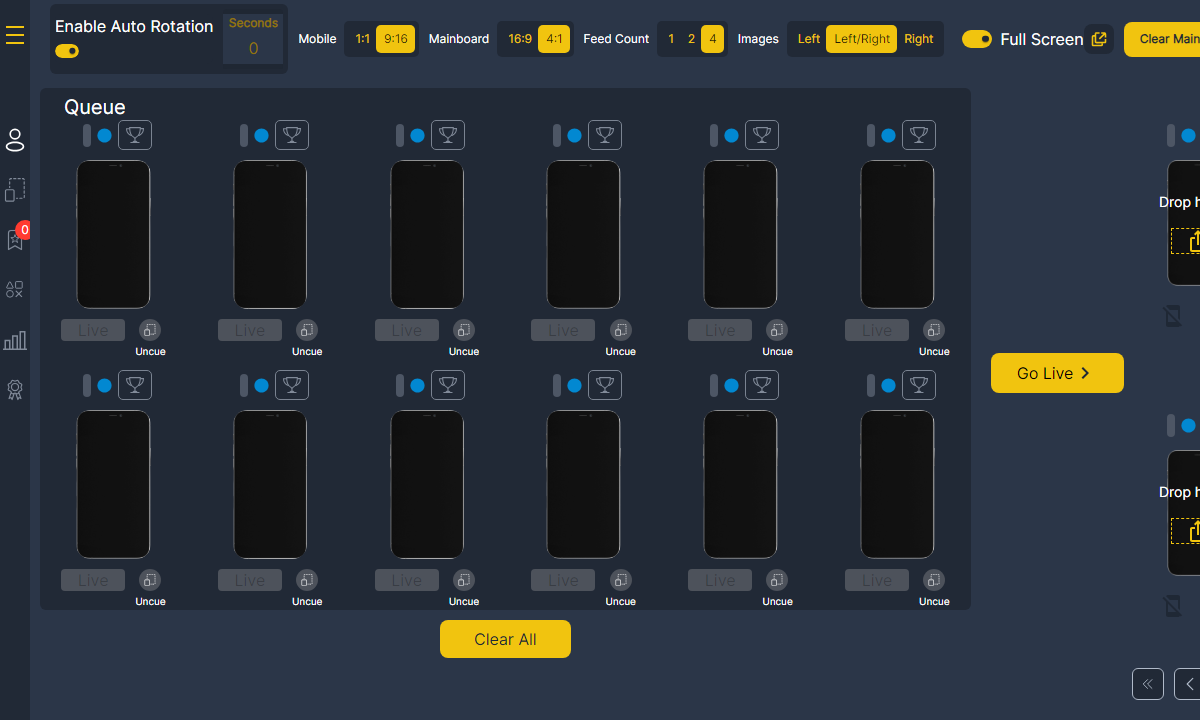 Enable Auto Rotation
Seconds
0
Mobile 1:1 9:16 Mainboard 16:9 4:1 Feed Count 1 2 4 Images Left Left/Right Right Full Screen Clear Main
Queue
0
Drop h
Live Live Live Live Live Live
Uncue Uncue Uncue Uncue Uncue Uncue
Go Live
Drop h
Live Live Live Live Live Live
Uncue Uncue Uncue Uncue Uncue Uncue
Clear All